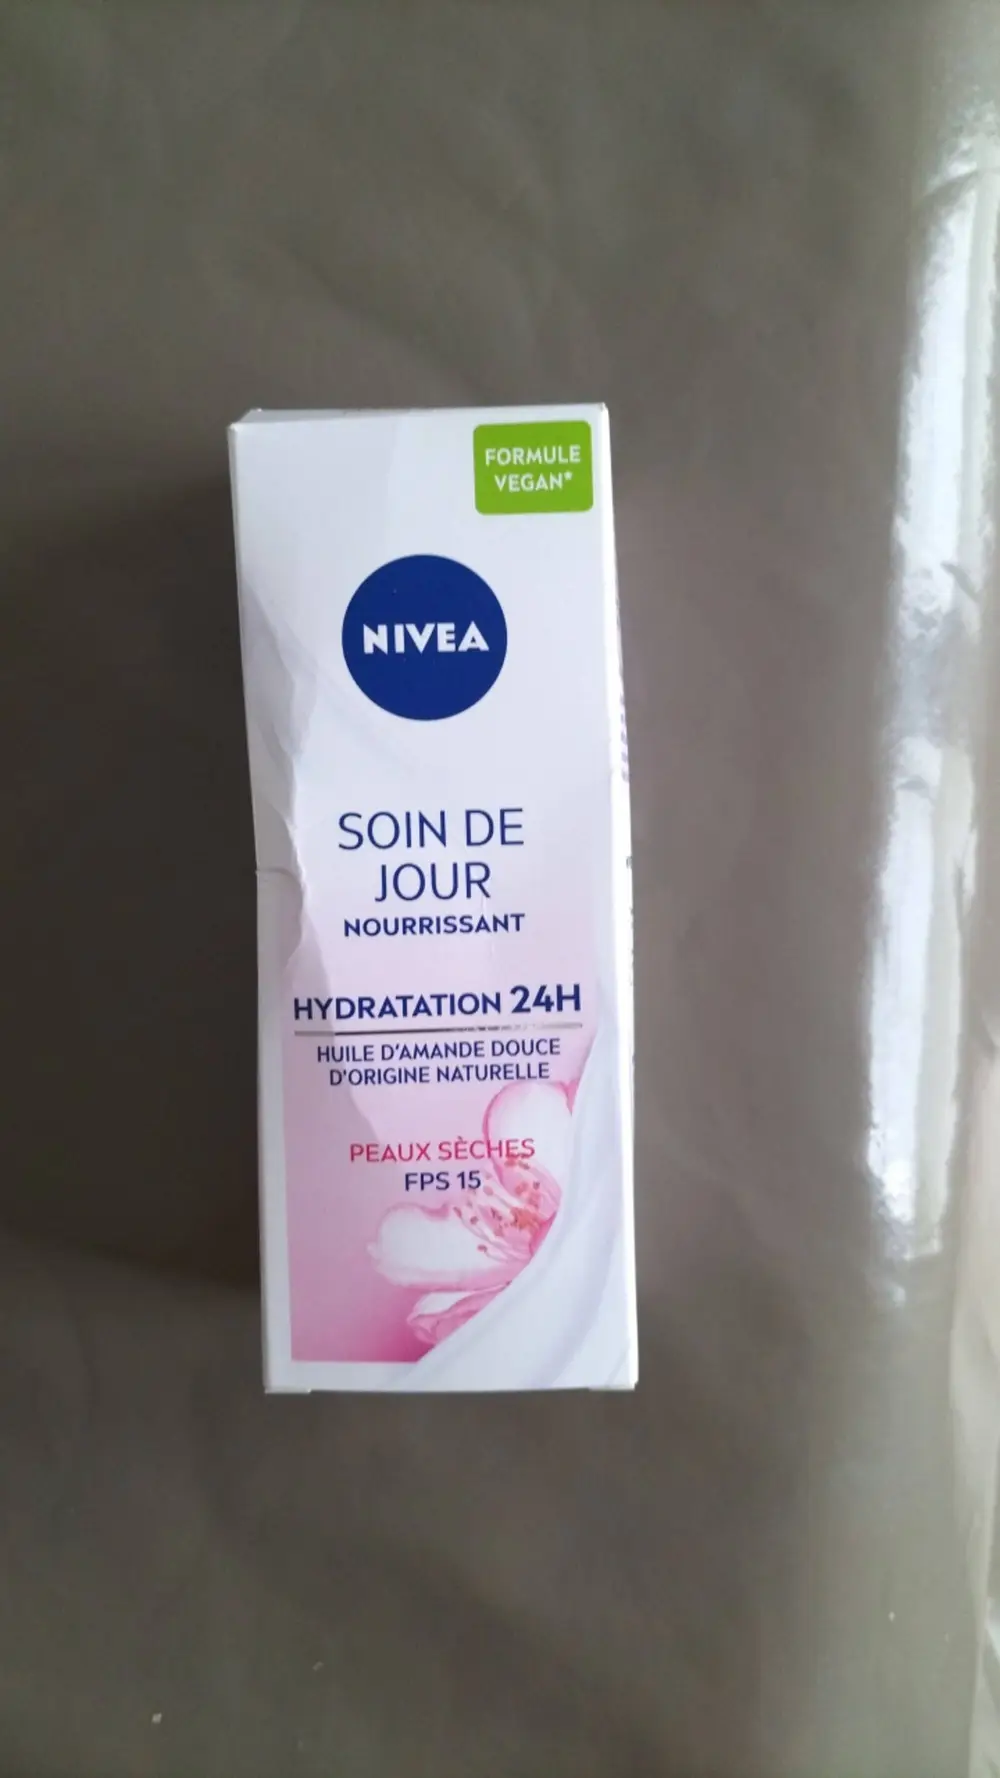 FORMULE
VEGAN*
NIVEA
SOIN DE
JOUR
NOURRISSANT
HYDRATATION 24H
HUILE D'AMANDE DOUCE
D'ORIGINE NATURELLE
PEAUX SÈCHES
FPS 15